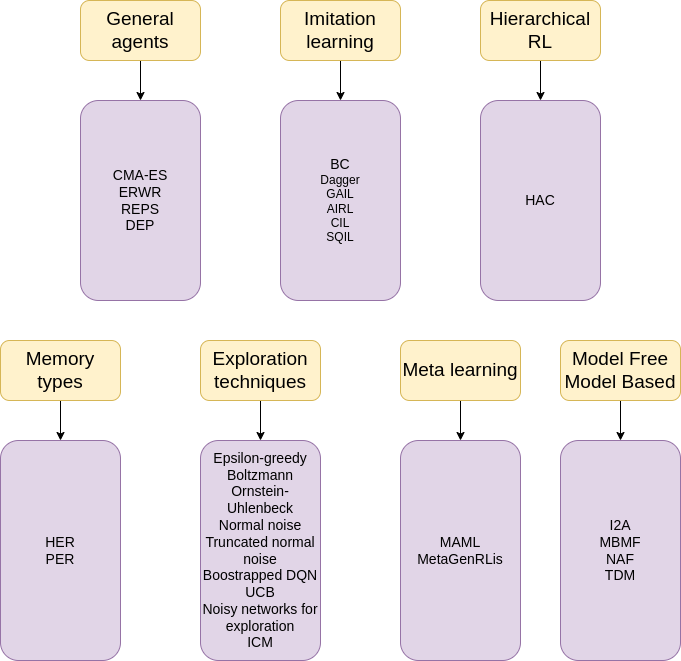 General
agents
Imitation
learning
Hierarchical
RL
CMA-ES
ERWR
REPS
DEP
BC
Dagger
GAIL
AIRL
CIL
SQIL
HAC
Memory
types
Exploration
techniques
Meta learning
Model Free
Model Based
HER
PER
Epsilon-greedy
Boltzmann
Ornstein-
Uhlenbeck
Normal noise
Truncated normal
noise
Boostrapped DQN
UCB
Noisy networks for
exploration
ICM
MAML
MetaGenRLis
I2A
MBMF
NAF
TDM